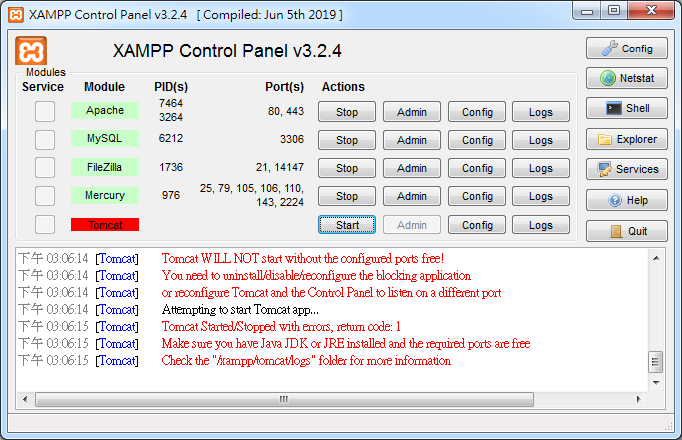 XAMPP Control Panel v3.2.4 [ Compiled: Jun 5th 2019 ]
XAMPP Control Panel v3.2.4
Config
Modules
Service Module PID(s) Port(s) Actions
Netstat
Apache 7464 3264 80, 443 Stop Admin Config Logs
Shell
MySQL 6212 3306 Stop Admin Config Logs
Explorer
FileZilla 1736 21, 14147 Stop Admin Config Logs
Services
Mercury 976 25, 79, 105, 106, 110, 143, 2224 Stop Admin Config Logs
Help
Tomcat Start Admin Config Logs
Quit
下午 03:06:14 [Tomcat] Tomcat WILL NOT start without the configured ports free!
下午 03:06:14 [Tomcat] You need to uninstall/disable/reconfigure the blocking application
下午 03:06:14 [Tomcat] or reconfigure Tomcat and the Control Panel to listen on a different port
下午 03:06:14 [Tomcat] Attempting to start Tomcat app...
下午 03:06:15 [Tomcat] Tomcat Started/Stopped with errors, return code: 1
下午 03:06:15 [Tomcat] Make sure you have Java JDK or JRE installed and the required ports are free
下午 03:06:15 [Tomcat] Check the "/xampp/tomcat/logs" folder for more information